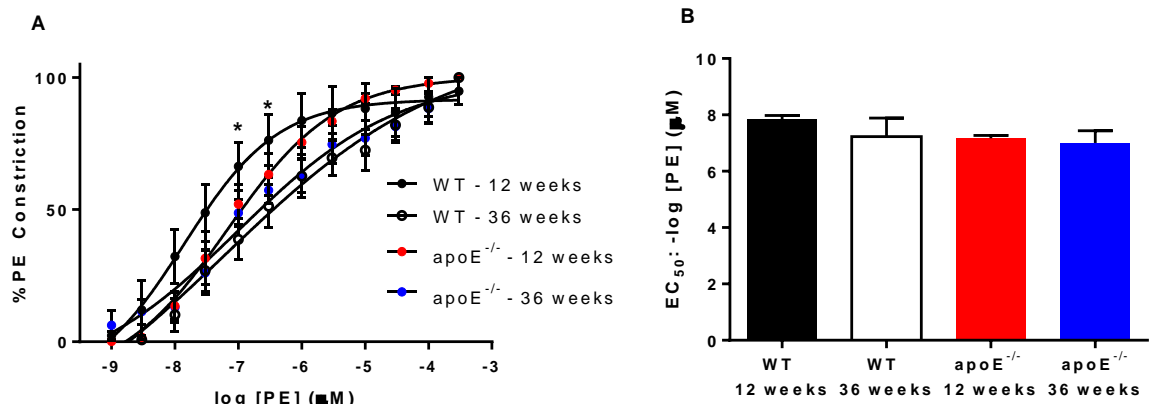 A
B
%PE Constriction
100
50
0
-9 -8 -7 -6 -5 -4 -3
log [PE] (µM)
* *
WT - 12 weeks
WT - 36 weeks
apoE-/- - 12 weeks
apoE-/- - 36 weeks
EC50: -log [PE] (µM)
10
8
6
4
2
0
WT WT apoE-/- apoE-/-
12 weeks 36 weeks 12 weeks 36 weeks